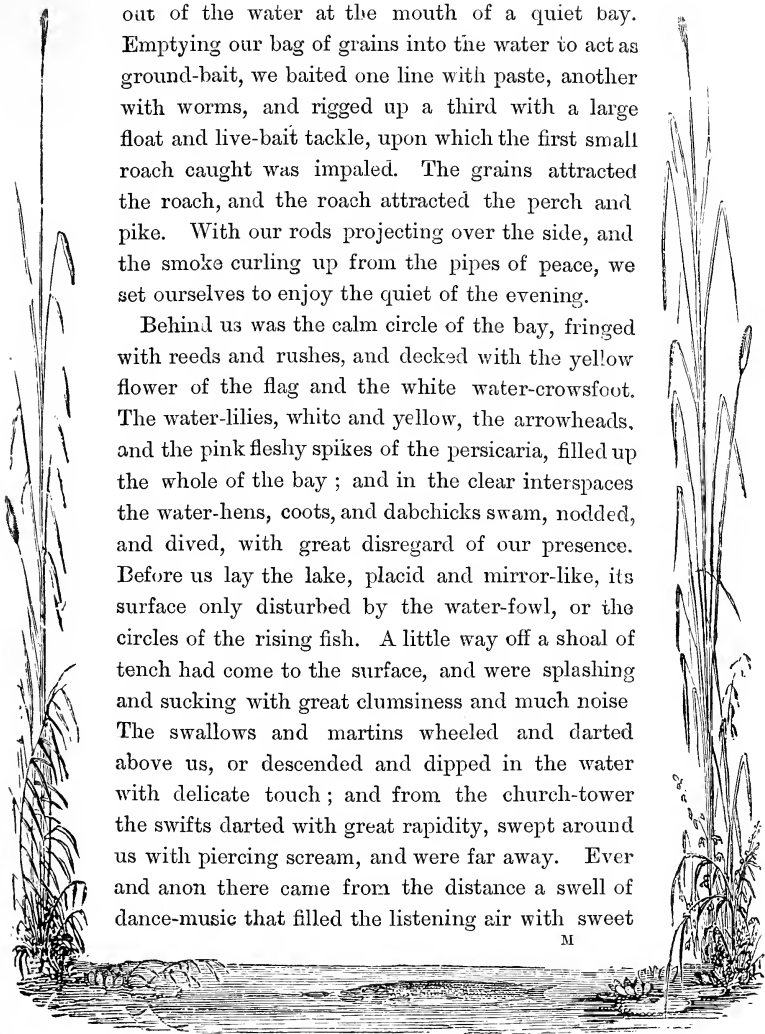 out of the water at the mouth of a quiet bay.
Emptying our bag of grains into the water to act as
ground-bait, we baited one line with paste, another
with worms, and rigged up a third with a large
float and live-bait tackle, upon which the first small
roach caught was impaled. The grains attracted
the roach, and the roach attracted the perch and
pike. With our rods projecting over the side, and
the smoke curling up from the pipes of peace, we
set ourselves to enjoy the quiet of the evening.
Behind us was the calm circle of the bay, fringed
with reeds and rushes, and decked with the yellow
flower of the flag and the white water-crowsfoot.
The water-lilies, white and yellow, the arrowheads,
and the pink fleshy spikes of the persicaria, filled up
the whole of the bay ; and in the clear interspaces
the water-hens, coots, and dabchicks swam, nodded,
and dived, with great disregard of our presence.
Before us lay the lake, placid and mirror-like, its
surface only disturbed by the water-fowl, or the
circles of the rising fish. A little way off a shoal of
tench had come to the surface, and were splashing
and sucking with great clumsiness and much noise
The swallows and martins wheeled and darted
above us, or descended and dipped in the water
with delicate touch ; and from the church-tower
the swifts darted with great rapidity, swept around
us with piercing scream, and were far away. Ever
and anon there came from the distance a swell of
dance-music that filled the listening air with sweet
M